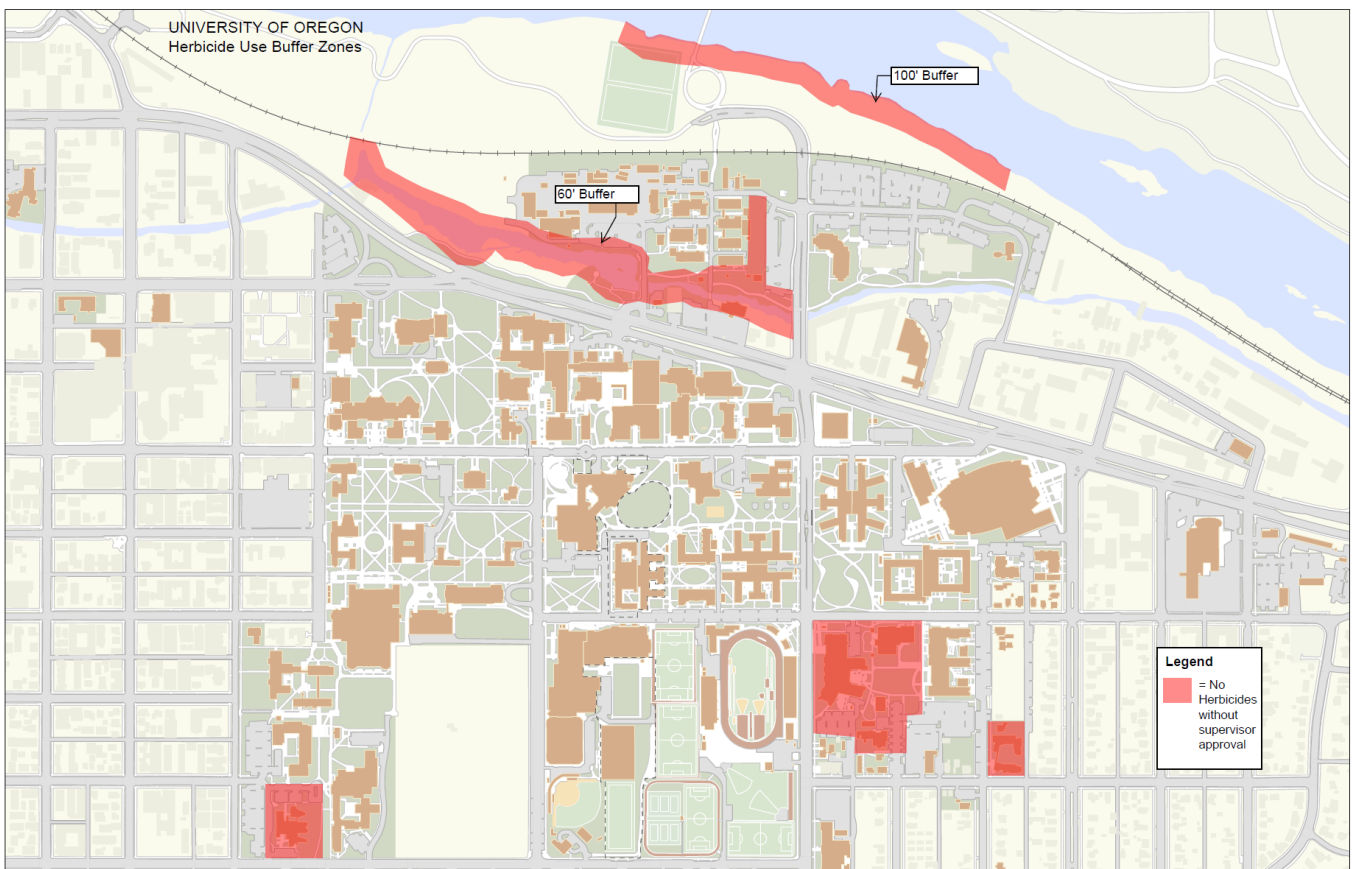 UNIVERSITY OF OREGON
Herbicide Use Buffer Zones
100' Buffer
60' Buffer
Legend
= No
Herbicides
without
supervisor
approval